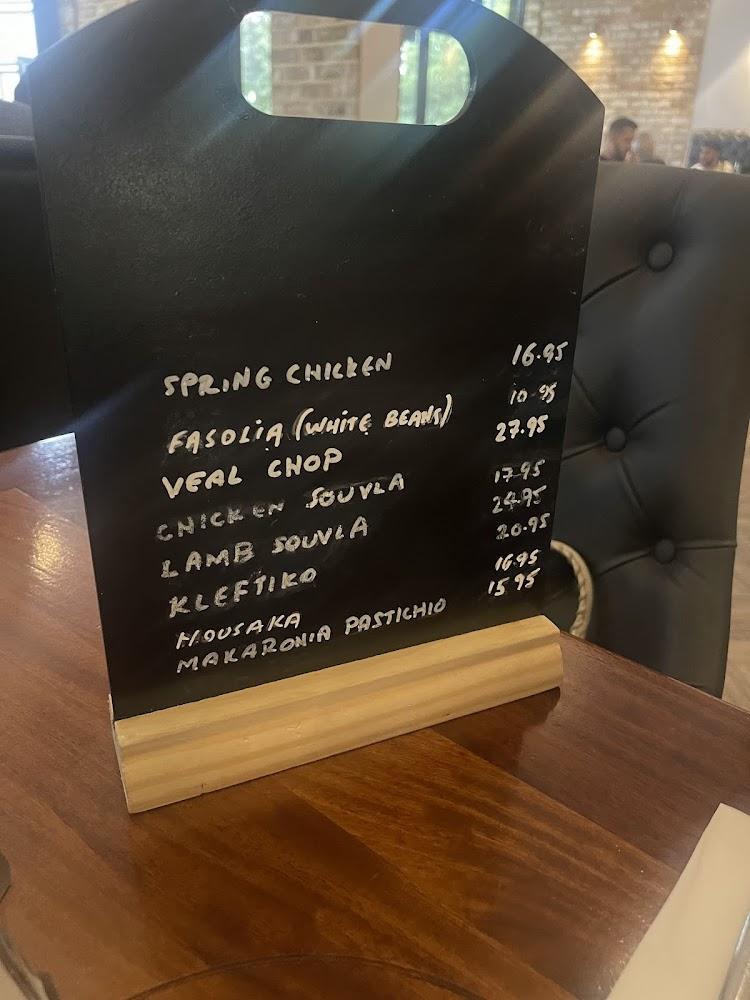 SPRING CHICKEN 16.95
FASOLIA (WHITE BEANS) 10.95
VEAL CHOP 27.95
CHICKEN SOUVLA 17.95
LAMB SOUVLA 24.95
KLEFTIKO 20.95
MOUSAKA 16.95
MAKARONIA PASTICHIO 15.95